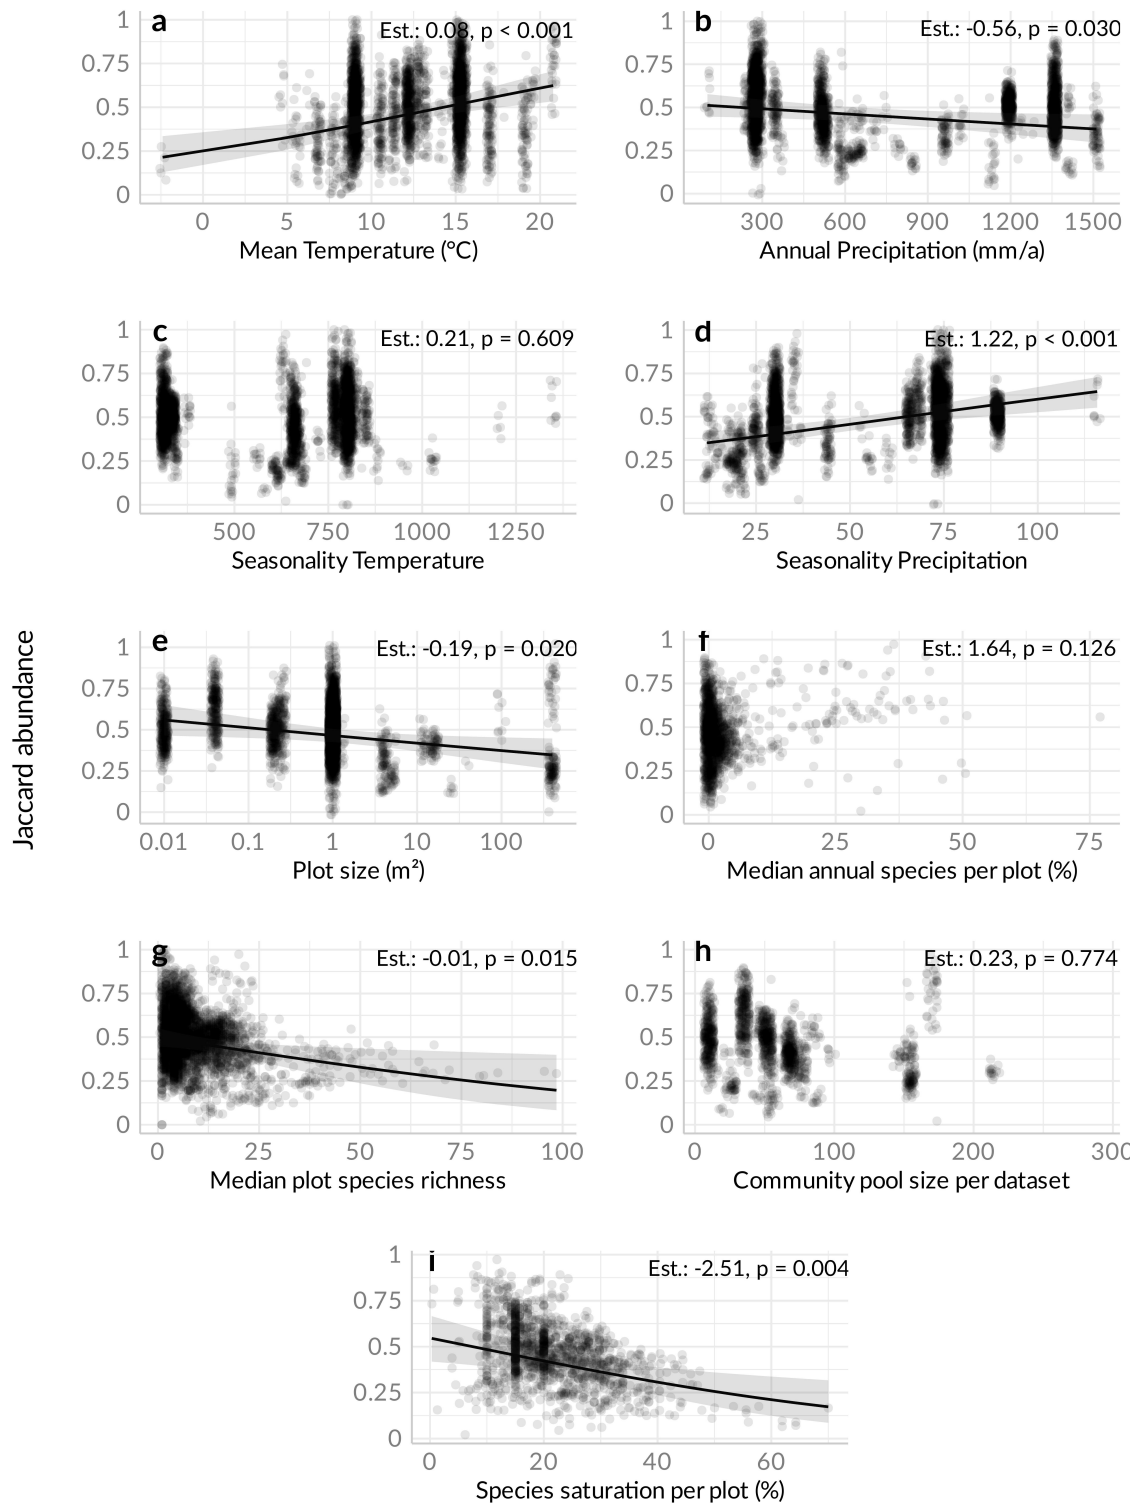 Jaccard abundance
a
Est.: 0.08, p < 0.001
1
0.75
0.5
0.25
0
0 5 10 15 20
Mean Temperature (°C)
b
Est.: -0.56, p = 0.030
1
0.75
0.5
0.25
0
300 600 900 1200 1500
Annual Precipitation (mm/a)
c
Est.: 0.21, p = 0.609
1
0.75
0.5
0.25
0
500 750 1000 1250
Seasonality Temperature
d
Est.: 1.22, p < 0.001
1
0.75
0.5
0.25
0
25 50 75 100
Seasonality Precipitation
e
Est.: -0.19, p = 0.020
1
0.75
0.5
0.25
0
0.01 0.1 1 10 100
Plot size (m²)
f
Est.: 1.64, p = 0.126
1
0.75
0.5
0.25
0
0 25 50 75
Median annual species per plot (%)
g
Est.: -0.01, p = 0.015
1
0.75
0.5
0.25
0
0 25 50 75 100
Median plot species richness
h
Est.: 0.23, p = 0.774
1
0.75
0.5
0.25
0
0 100 200 300
Community pool size per dataset
i
Est.: -2.51, p = 0.004
1
0.75
0.5
0.25
0
0 20 40 60
Species saturation per plot (%)